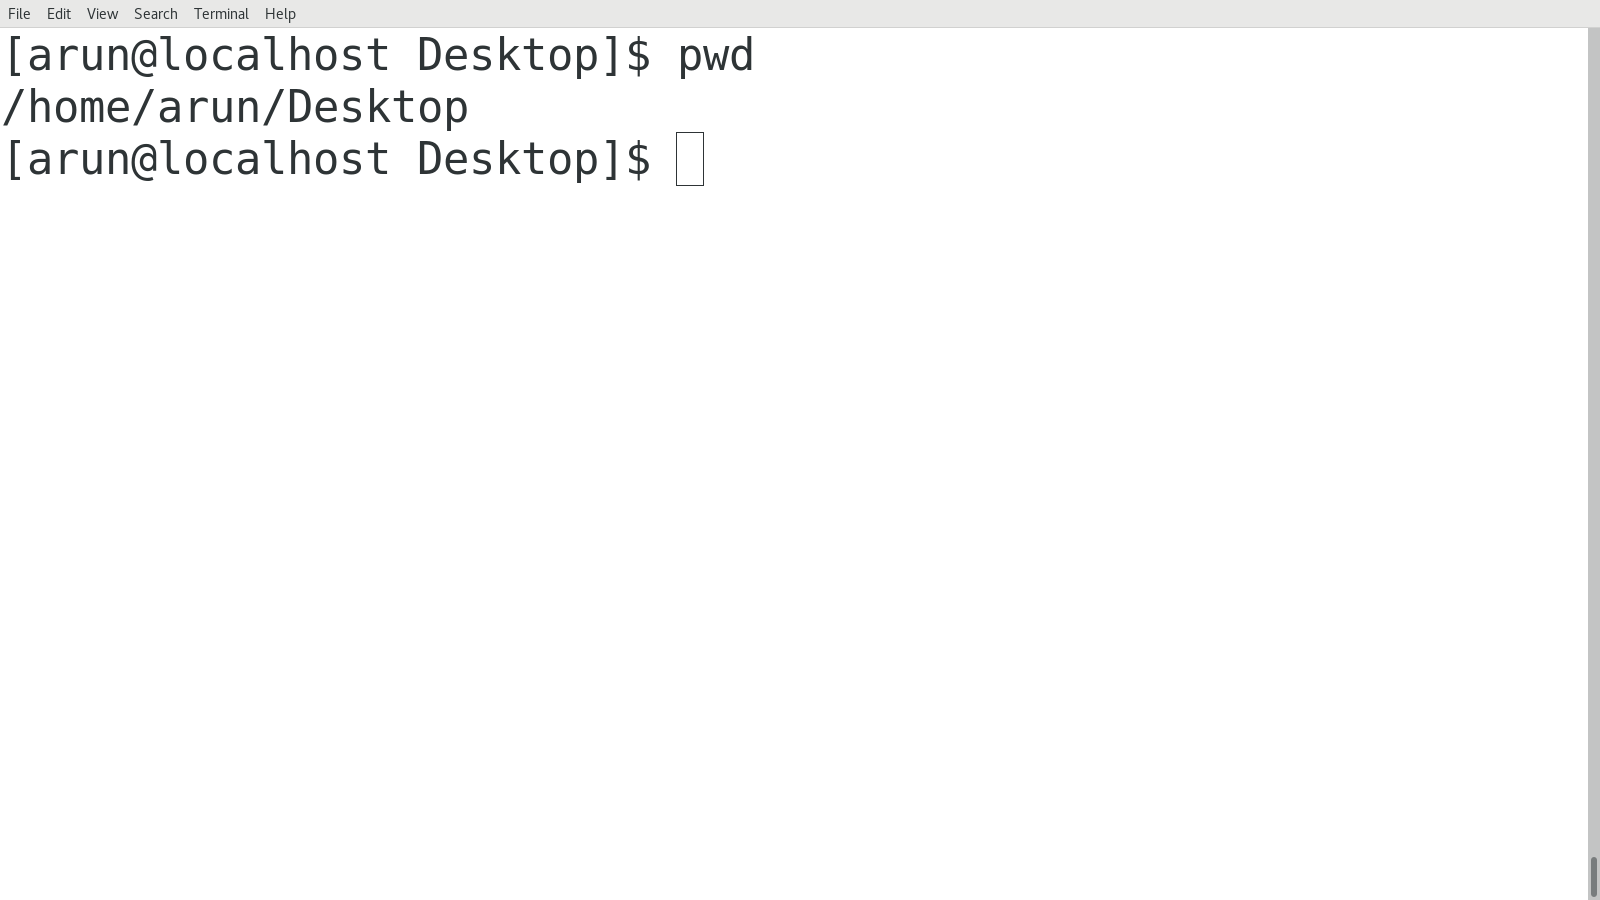 File Edit View Search Terminal Help
[arun@localhost Desktop]$ pwd
/home/arun/Desktop
[arun@localhost Desktop]$